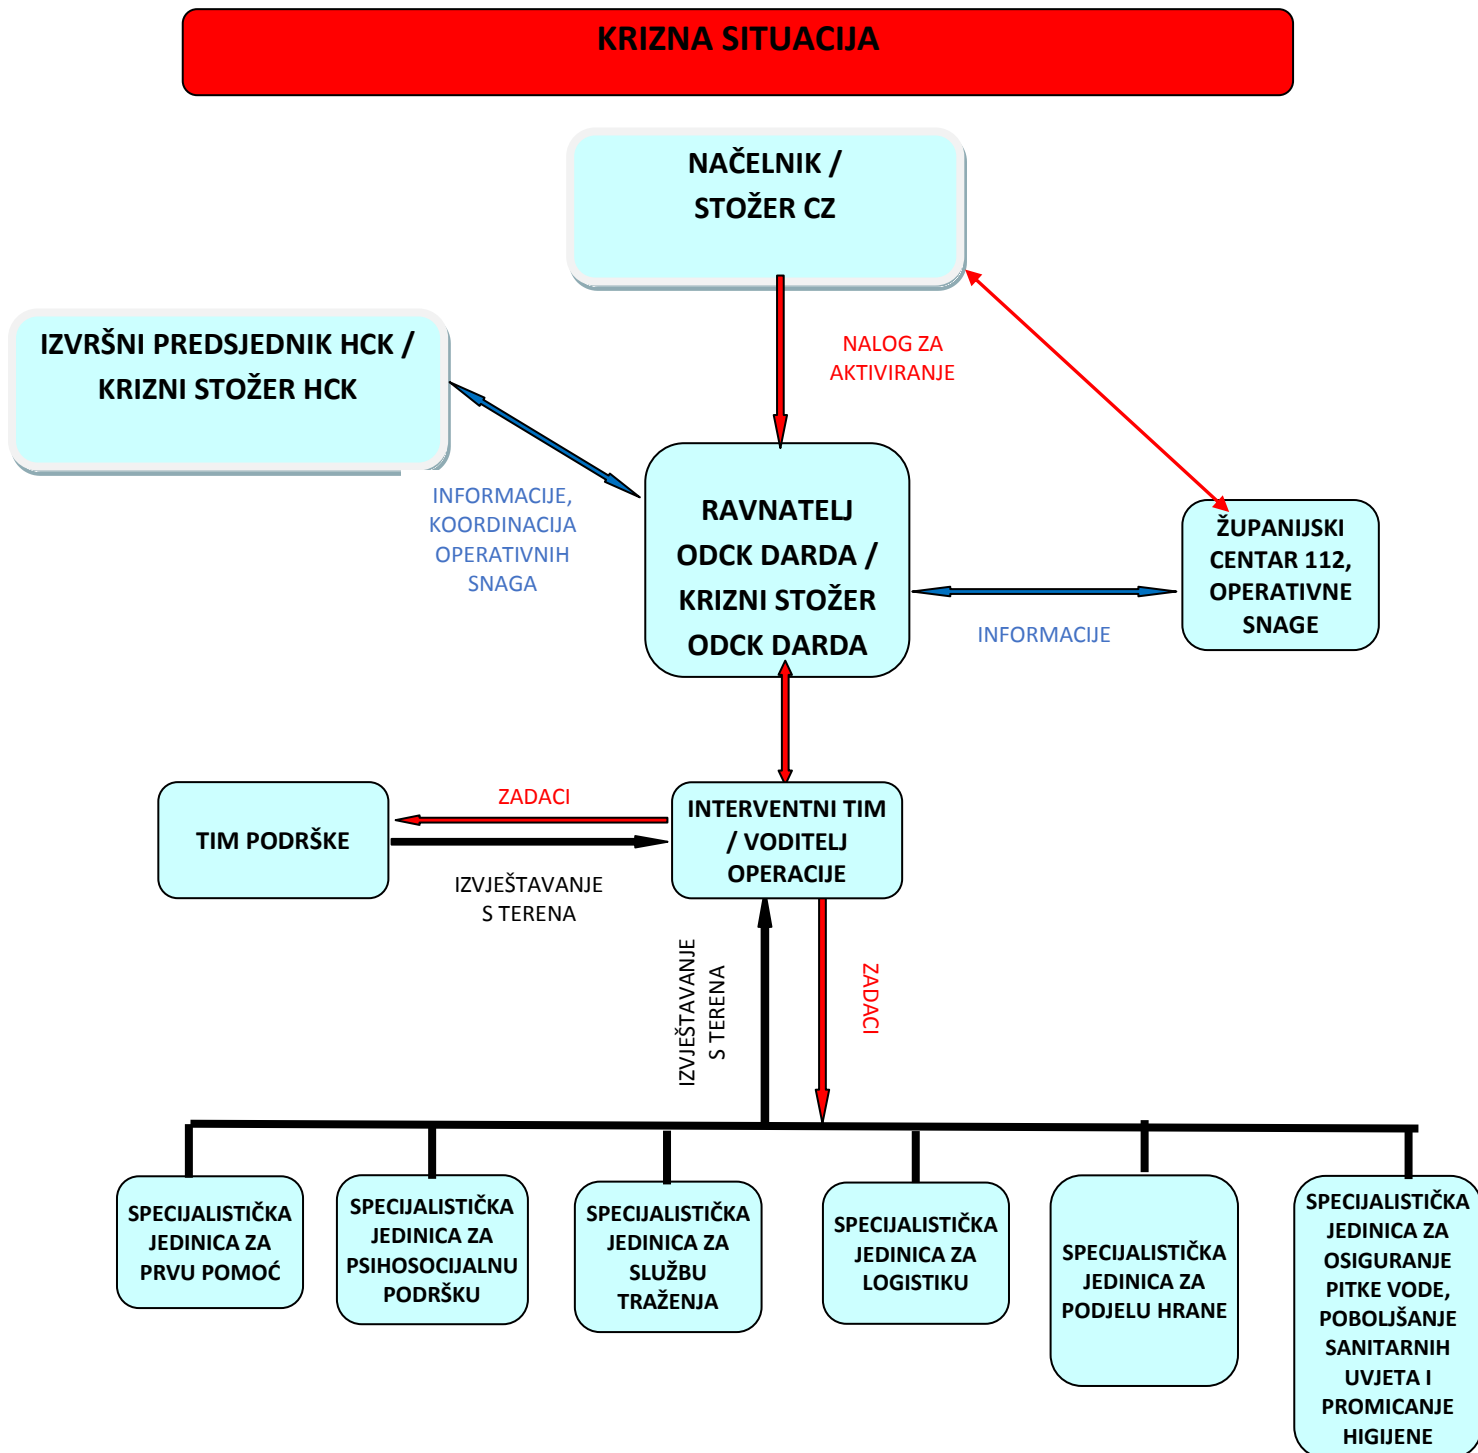 KRIZNA SITUACIJA
NAČELNIK /
STOŽER CZ
IZVRŠNI PREDSJEDNIK HCK /
KRIZNI STOŽER HCK
NALOG ZA
AKTIVIRANJE
INFORMACIJE,
KOORDINACIJA
OPERATIVNIH
SNAGA
RAVNATELJ
ODCK DARDA /
KRIZNI STOŽER
ODCK DARDA
ŽUPANIJSKI
CENTAR 112,
OPERATIVNE
SNAGE
INFORMACIJE
ZADACI
TIM PODRŠKE
INTERVENTNI TIM
/ VODITELJ
OPERACIJE
IZVJEŠTAVANJE
S TERENA
IZVJEŠTAVANJE
S TERENA
ZADACI
SPECIJALISTIČKA
JEDINICA ZA
PRVU POMOĆ
SPECIJALISTIČKA
JEDINICA ZA
PSIHOSOCIJALNU
PODRŠKU
SPECIJALISTIČKA
JEDINICA ZA
SLUŽBU
TRAŽENJA
SPECIJALISTIČKA
JEDINICA ZA
LOGISTIKU
SPECIJALISTIČKA
JEDINICA ZA
PODJELU HRANE
SPECIJALISTIČKA
JEDINICA ZA
OSIGURANJE
PITKE VODE,
POBOLJŠANJE
SANITARNIH
UVJETA I
PROMICANJE
HIGIJENE